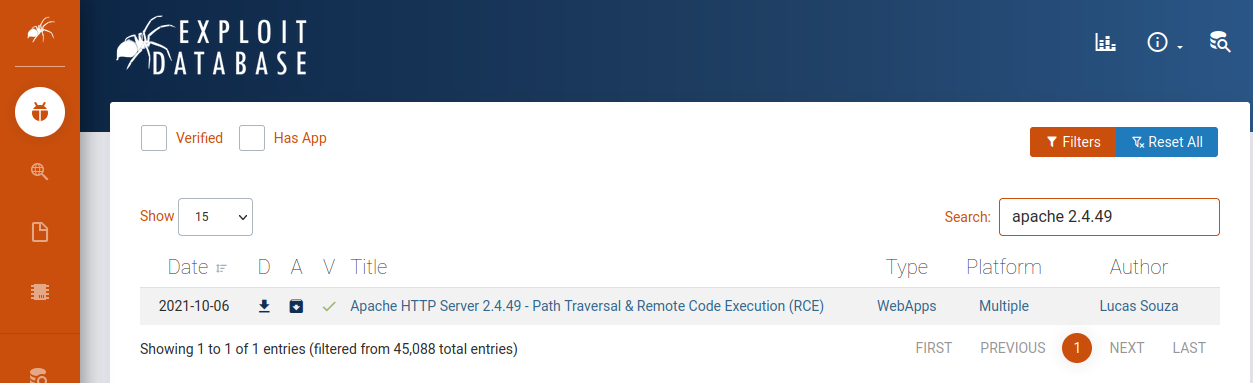 EXPLOIT
DATABASE
Verified
Has App
Filters
Reset All
Show 15
Search: apache 2.4.49
Date D A V Title Type Platform Author
2021-10-06 Apache HTTP Server 2.4.49 - Path Traversal & Remote Code Execution (RCE) WebApps Multiple Lucas Souza
Showing 1 to 1 of 1 entries (filtered from 45,088 total entries)
FIRST PREVIOUS 1 NEXT LAST